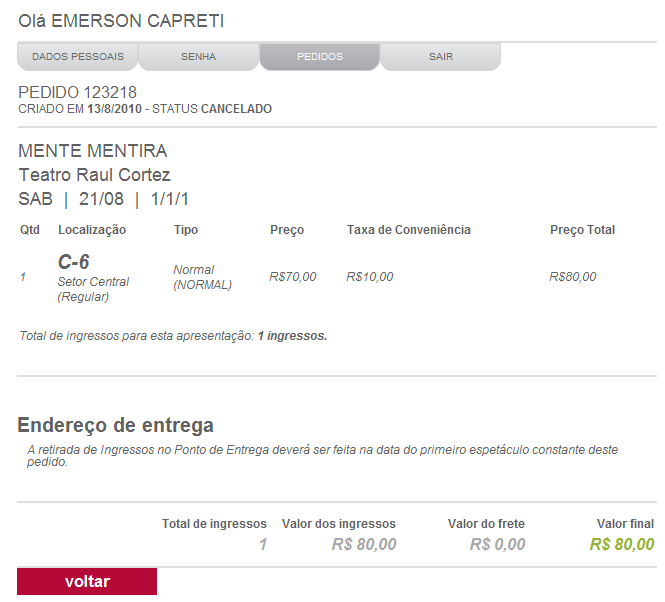 Olá EMERSON CAPRETI
DADOS PESSOAIS SENHA PEDIDOS SAIR
PEDIDO 123218
CRIADO EM 13/8/2010 - STATUS CANCELADO
MENTE MENTIRA
Teatro Raul Cortez
SAB | 21/08 | 1/1/1
Qtd Localização Tipo Preço Taxa de Conveniência Preço Total
1 C-6 Normal R$70,00 R$10,00 R$80,00
Setor Central (NORMAL)
(Regular)
Total de ingressos para esta apresentação: 1 ingressos.
Endereço de entrega
A retirada de Ingressos no Ponto de Entrega deverá ser feita na data do primeiro espetáculo constante deste
pedido.
Total de ingressos Valor dos ingressos Valor do frete Valor final
1 R$ 80,00 R$ 0,00 R$ 80,00
voltar